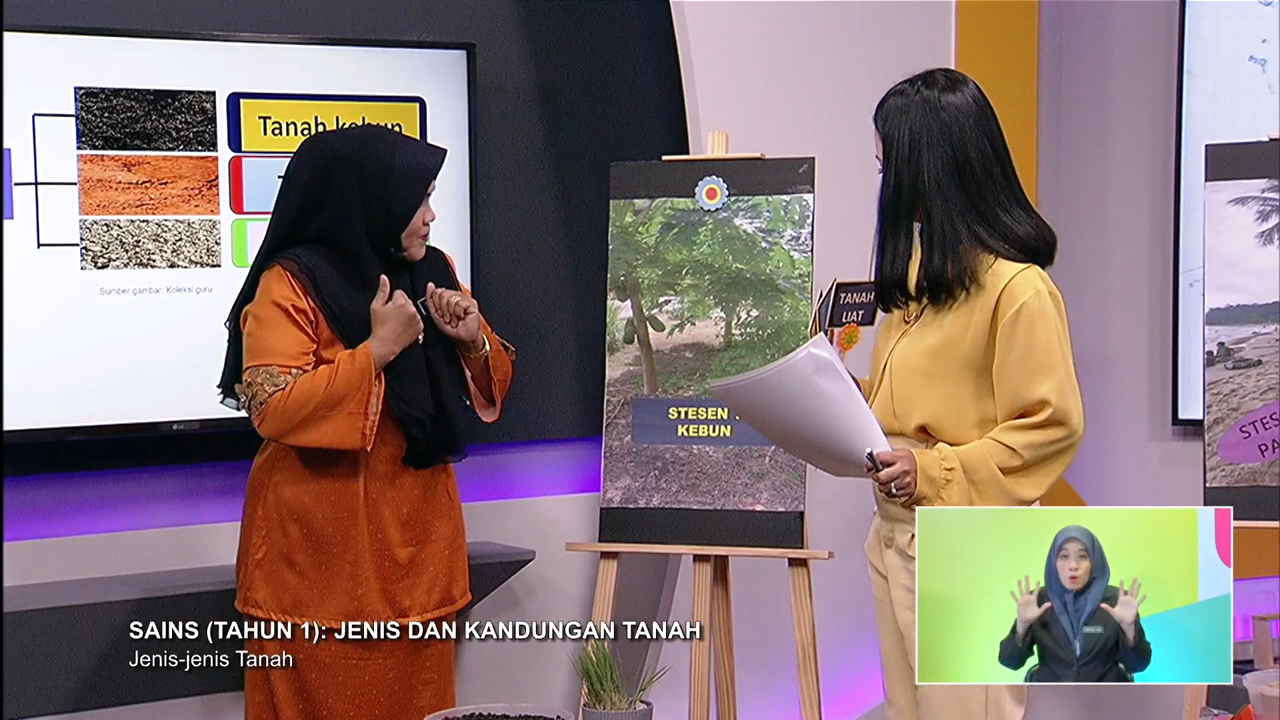 Tanah kebun
Sumber gambar: Koleksi guru
LG
TANAH
LIAT
STESEN
KEBUN
SAINS (TAHUN 1): JENIS DAN KANDUNGAN TANAH
Jenis-jenis Tanah